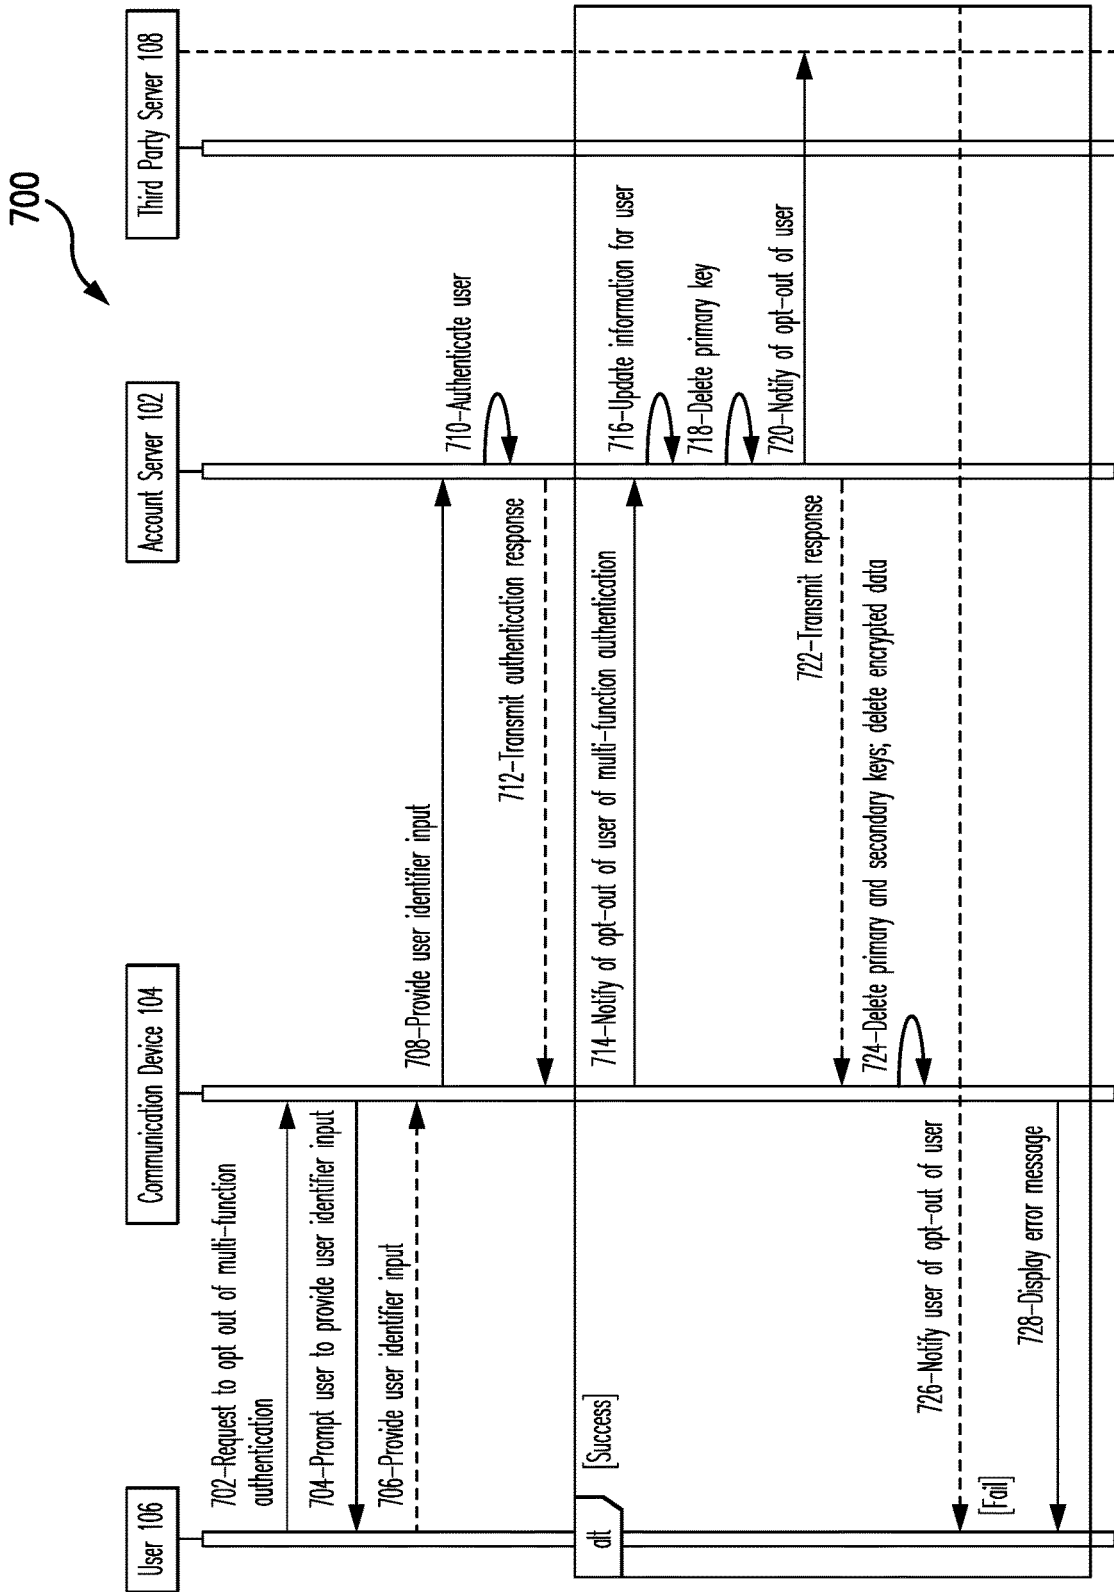 700
User 106
Communication Device 104
Account Server 102
Third Party Server 108
702-Request to opt out of multi-function
authentication
704-Prompt user to provide user identifier input
706-Provide user identifier input
708-Provide user identifier input
710-Authenticate user
712-Transmit authentication response
alt
[Success]
714-Notify of opt-out of user of multi-function authentication
716-Update information for user
718-Delete primary key
720-Notify of opt-out of user
722-Transmit response
724-Delete primary and secondary keys; delete encrypted data
726-Notify user of opt-out of user
[Fail]
728-Display error message